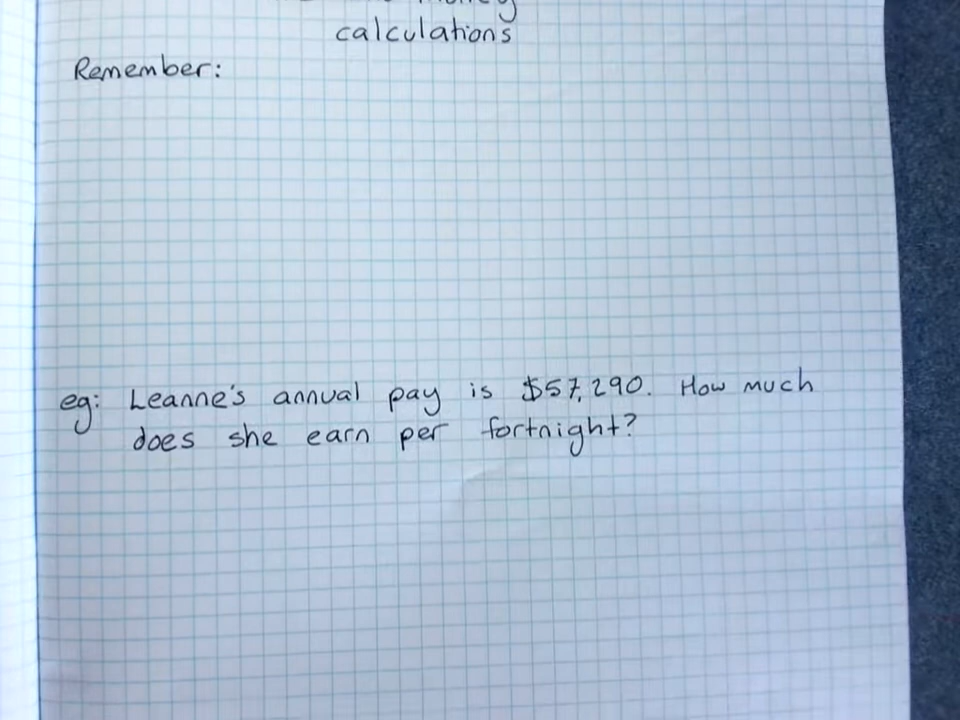 calculations
Remember:
eg: Leanne's annual pay is $57,290. How much
does she earn per fortnight?